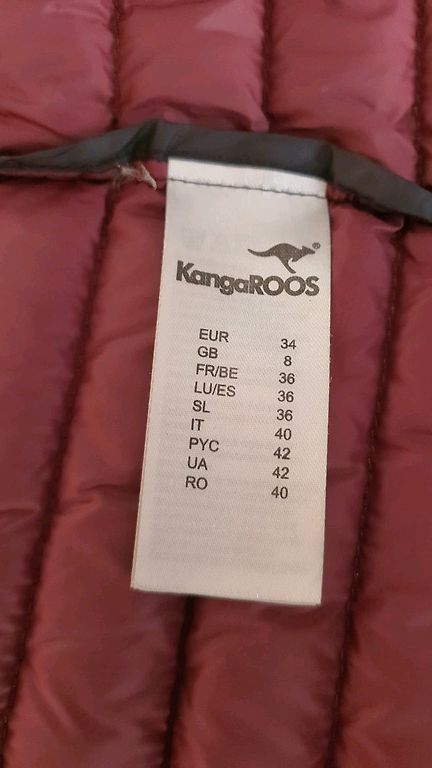 KangaROOS®
EUR 34
GB 8
FR/BE 36
LU/ES 36
SL 36
IT 40
PYC 42
UA 42
RO 40